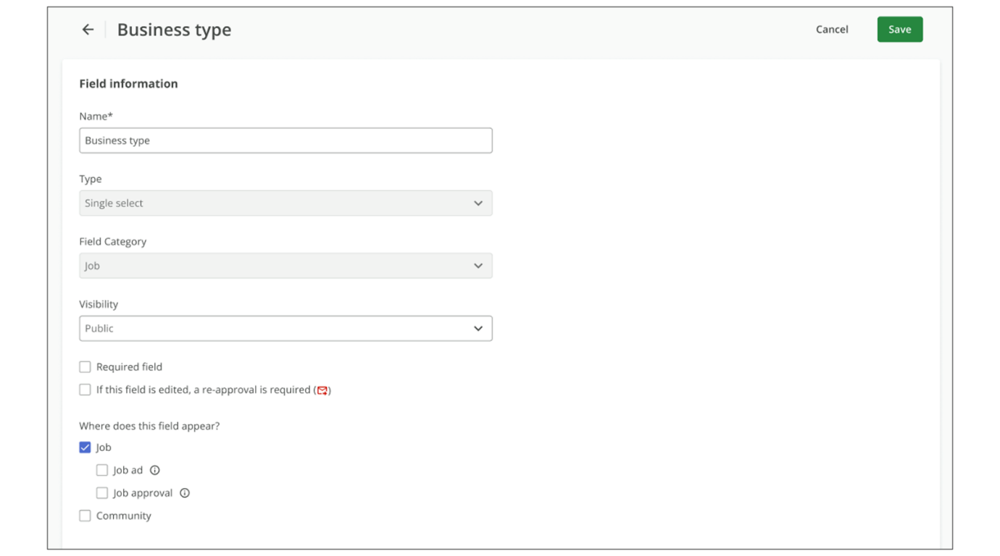 Business type
Cancel
Save
Field information
Name*
Business type
Type
Single select
Field Category
Job
Visibility
Public
Required field
If this field is edited, a re-approval is required ()
Where does this field appear?
Job
Job ad
Job approval
Community